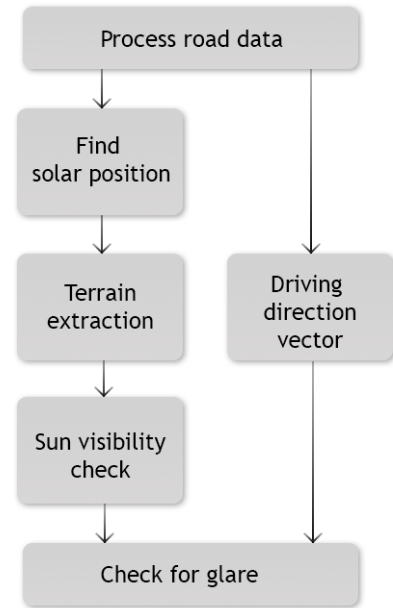 Process road data
Find
solar position
Terrain
extraction
Driving
direction
vector
Sun visibility
check
Check for glare